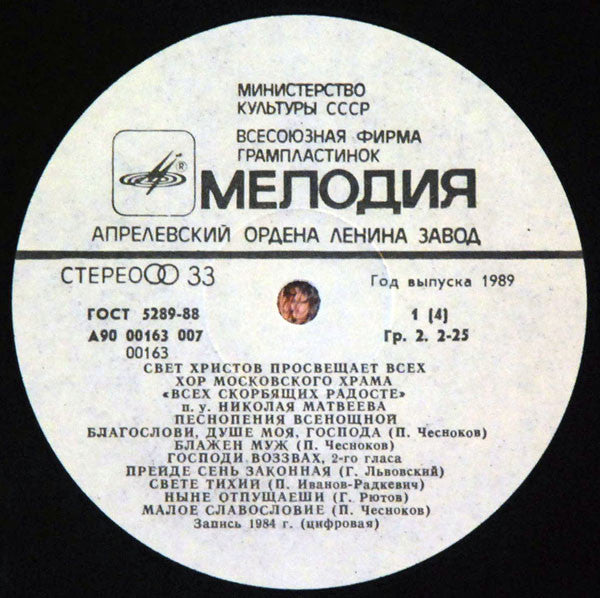 МИНИСТЕРСТВО
КУЛЬТУРЫ СССР
ВСЕСОЮЗНАЯ ФИРМА
ГРАМПЛАСТИНОК
®
МЕЛОДИЯ
АПРЕЛЕВСКИЙ ОРДЕНА ЛЕНИНА ЗАВОД
СТЕРЕО 33
Год выпуска 1989
ГОСТ 5289-88
1 (4)
А90 00163 007
Гр. 2. 2-25
00163
СВЕТ ХРИСТОВ ПРОСВЕЩАЕТ ВСЕХ
ХОР МОСКОВСКОГО ХРАМА
«ВСЕХ СКОРБЯЩИХ РАДОСТЕ»
п. у. НИКОЛАЯ МАТВЕЕВА
ПЕСНОПЕНИЯ ВСЕНОЩНОЙ
БЛАГОСЛОВИ, ДУШЕ МОЯ, ГОСПОДА (П. Чесноков)
БЛАЖЕН МУЖ (П. Чесноков)
ГОСПОДИ ВОЗЗВАХ, 2-го гласа
ПРЕЙДЕ СЕНЬ ЗАКОННАЯ (Г. Львовский)
СВЕТЕ ТИХИЙ (П. Иванов-Радкевич)
НЫНЕ ОТПУЩАЕШИ (Г. Рютов)
МАЛОЕ СЛАВОСЛОВИЕ (П. Чесноков)
Запись 1984 г. (цифровая)